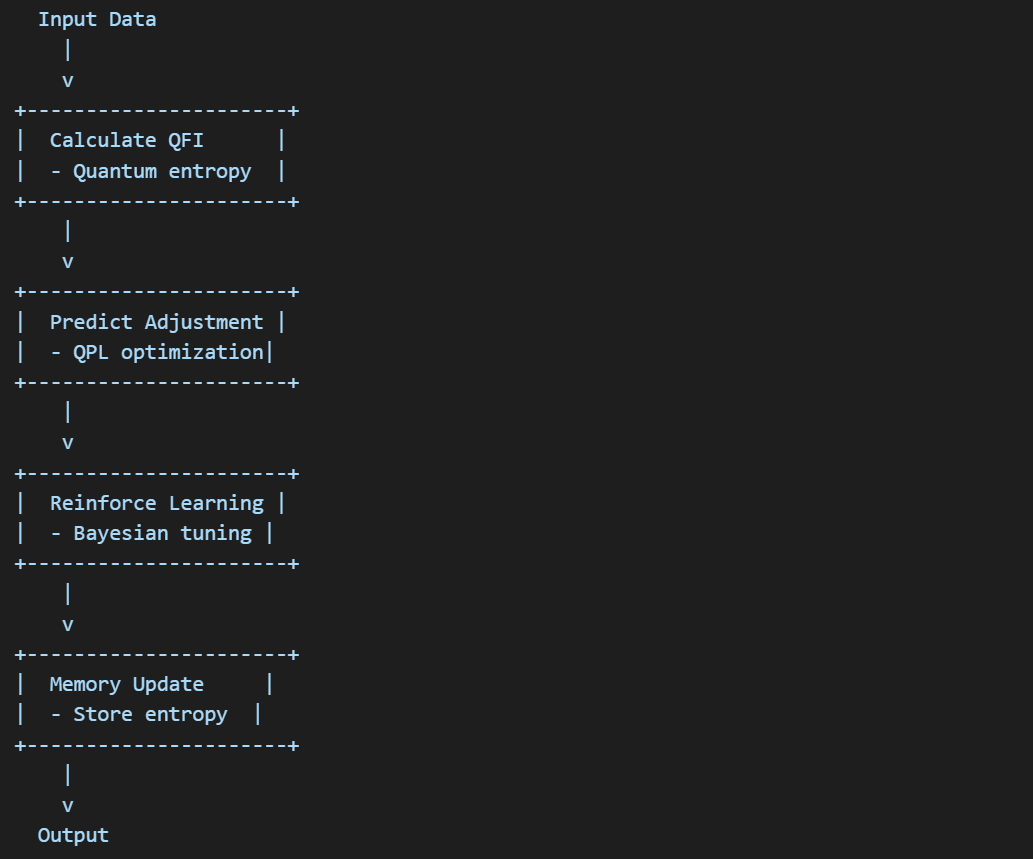 Input Data
    |
    v
+----------------------+
|  Calculate QFI      |
|  - Quantum entropy  |
+----------------------+
    |
    v
+----------------------+
|  Predict Adjustment |
|  - QPL optimization|
+----------------------+
    |
    v
+----------------------+
|  Reinforce Learning |
|  - Bayesian tuning |
+----------------------+
    |
    v
+----------------------+
|  Memory Update     |
|  - Store entropy  |
+----------------------+
    |
    v
  Output